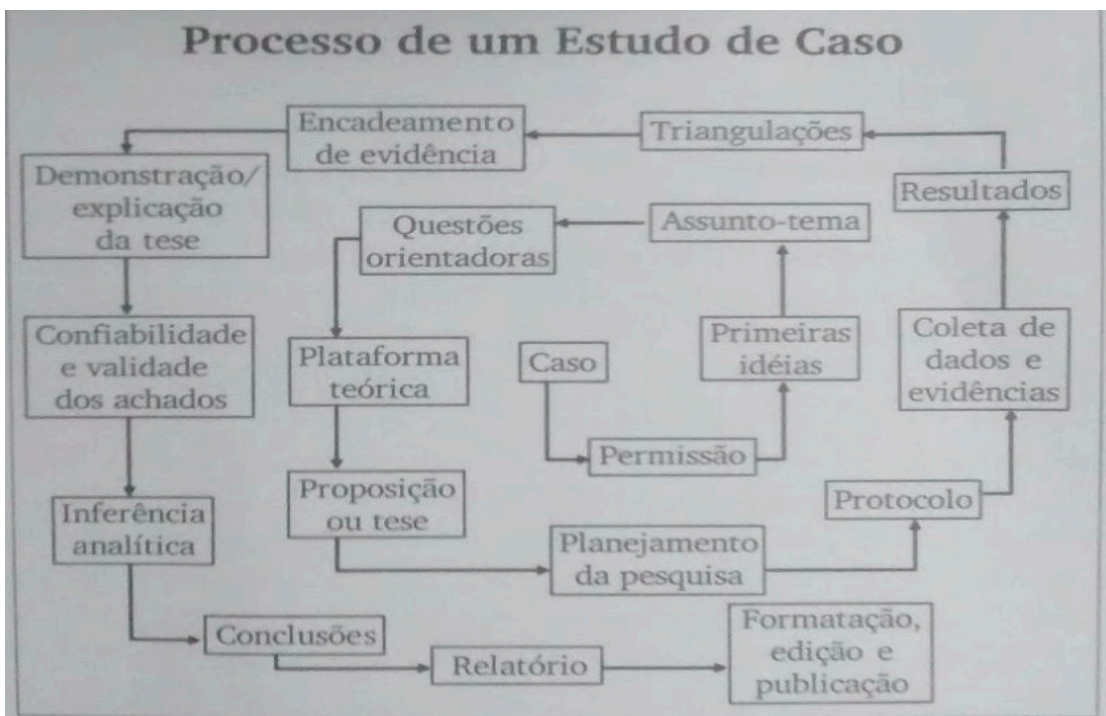 Processo de um Estudo de Caso
Encadeamento
de evidência
Triangulações
Resultados
Demonstração/
explicação
da tese
Questões
orientadoras
Assunto-tema
Confiabilidade
e validade
dos achados
Plataforma
teórica
Caso
Primeiras
idéias
Coleta de
dados e
evidências
Permissão
Inferência
analítica
Proposição
ou tese
Protocolo
Planejamento
da pesquisa
Conclusões
Relatório
Formatação,
edição e
publicação